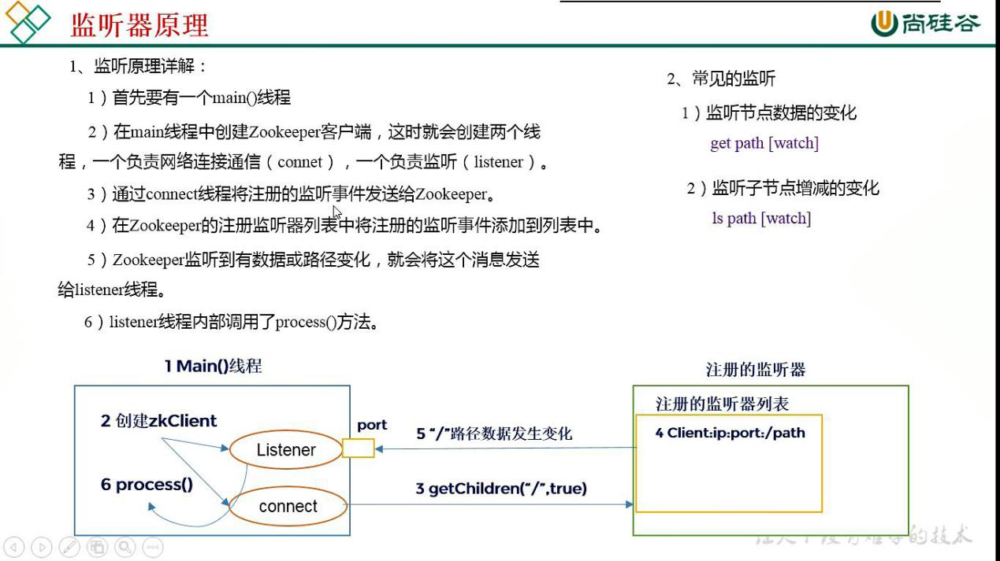 监听器原理
尚硅谷
1、监听原理详解：
1）首先要有一个main()线程
2）在main线程中创建Zookeeper客户端，这时就会创建两个线
程，一个负责网络连接通信（connet），一个负责监听（listener）。
3）通过connect线程将注册的监听事件发送给Zookeeper。
4）在Zookeeper的注册监听器列表中将注册的监听事件添加到列表中。
5）Zookeeper监听到有数据或路径变化，就会将这个消息发送
给listener线程。
6）listener线程内部调用了process()方法。
2、常见的监听
1）监听节点数据的变化
get path [watch]
2）监听子节点增减的变化
ls path [watch]
1 Main()线程
2 创建zkClient
Listener
port
6 process()
connect
5 “/”路径数据发生变化
3 getChildren(“/”,true)
注册的监听器
注册的监听器列表
4 Client:ip:port:/path
的技术